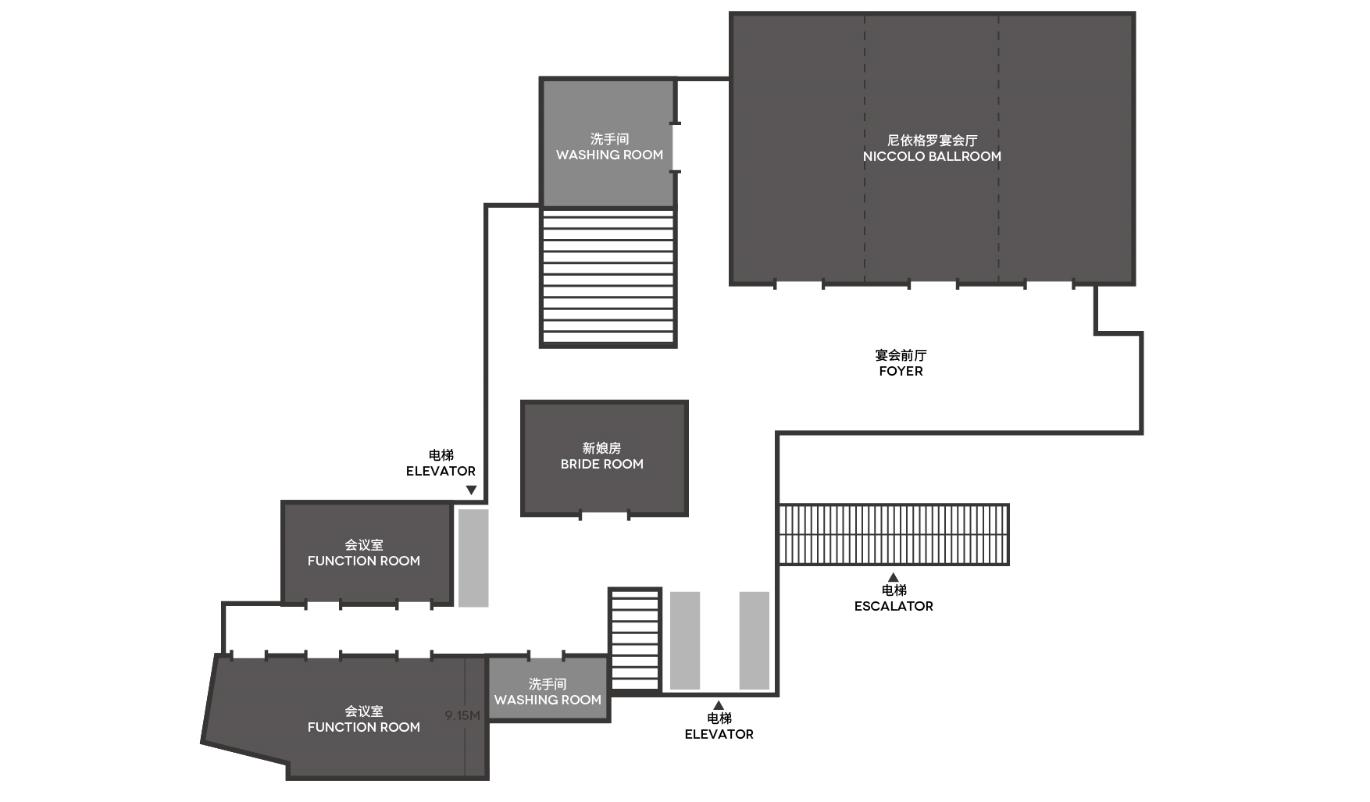 洗手间
WASHING ROOM
尼依格罗宴会厅
NICCOLO BALLROOM
宴会前厅
FOYER
新娘房
BRIDE ROOM
电梯
ELEVATOR
会议室
FUNCTION ROOM
电梯
ESCALATOR
会议室
FUNCTION ROOM
9.15M
洗手间
WASHING ROOM
电梯
ELEVATOR